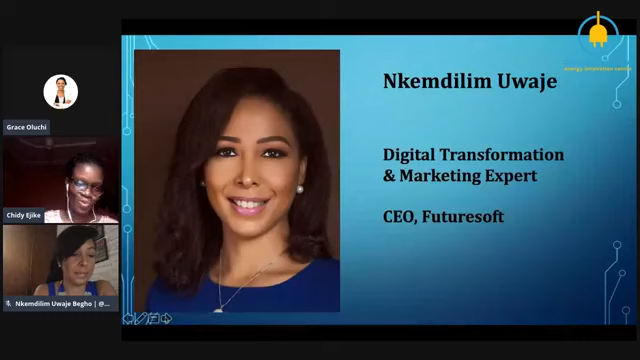 Grace Oluchi
Chidy Ejike
Nkemdilim Uwaje Begho | @...
Nkemdilim Uwaje
Digital Transformation
& Marketing Expert
CEO, Futuresoft